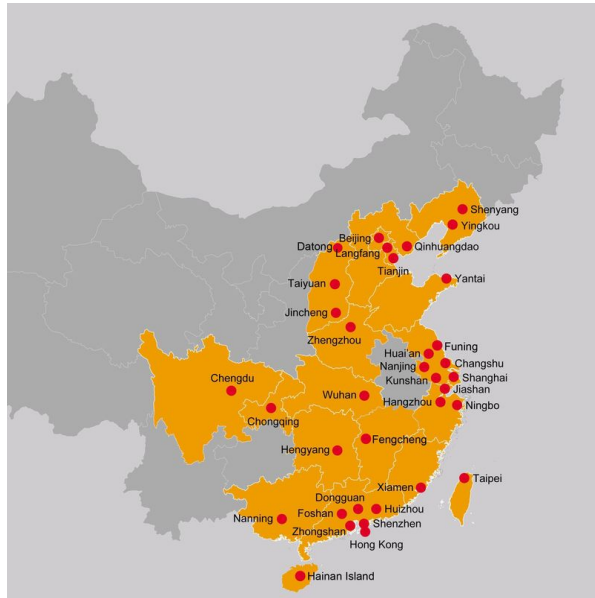 Shenyang
Yingkou
Beijing
Datong
Langfang
Qinhuangdao
Tianjin
Yantai
Taiyuan
Jincheng
Zhengzhou
Funing
Huai'an
Changshu
Nanjing
Shanghai
Kunshan
Jiashan
Chengdu
Wuhan
Hangzhou
Ningbo
Chongqing
Fengcheng
Hengyang
Taipei
Xiamen
Dongguan
Foshan
Huizhou
Nanning
Shenzhen
Zhongshan
Hong Kong
Hainan Island